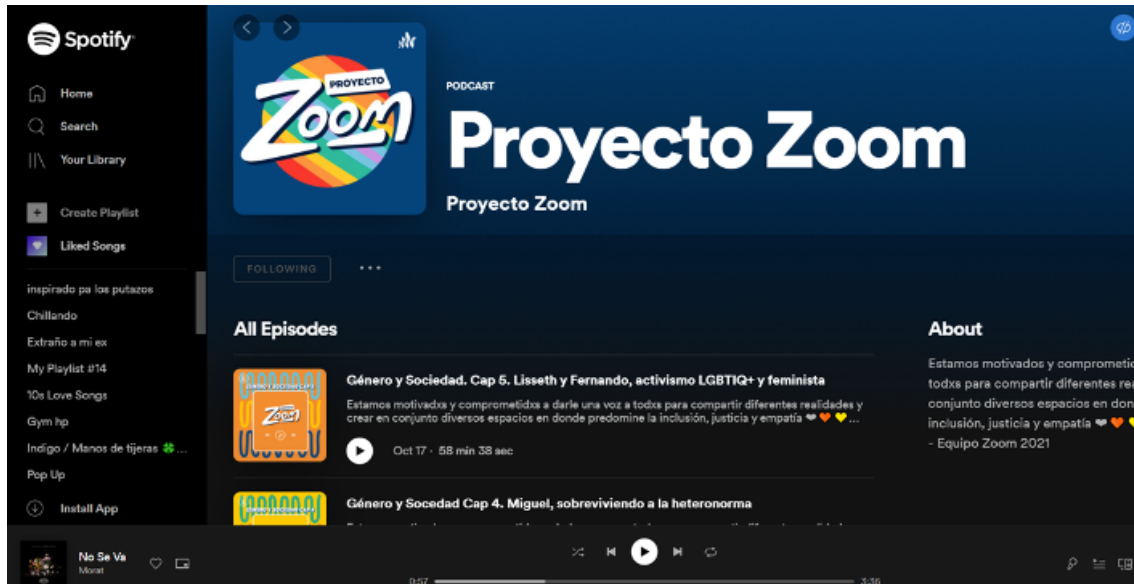 Spotify
Home
Search
Your Library
Create Playlist
Liked Songs
inspirado pa los putazos
Chillando
Extraño a mi ex
My Playlist #14
10s Love Songs
Gym hp
Indigo / Manos de tijeras 🍀...
Pop Up
Install App
PROYECTO
Zoom
PODCAST
Proyecto Zoom
Proyecto Zoom
FOLLOWING
All Episodes
Zoom
Género y Sociedad. Cap 5. Lisseth y Fernando, activismo LGBTIQ+ y feminista
Estamos motivadxs y comprometidxs a darle una voz a todxs para compartir diferentes realidades y
crear en conjunto diversos espacios en donde predomine la inclusión, justicia y empatía ❤🧡💛...
Oct 17 · 58 min 38 sec
Género y Socedad Cap 4. Miguel, sobreviviendo a la heteronorma
About
Estamos motivados y comprometic
todxs para compartir diferentes rea
conjunto diversos espacios en don
inclusión, justicia y empatía ❤🧡💛
- Equipo Zoom 2021
No Se Va
Morat
0:57
3:36